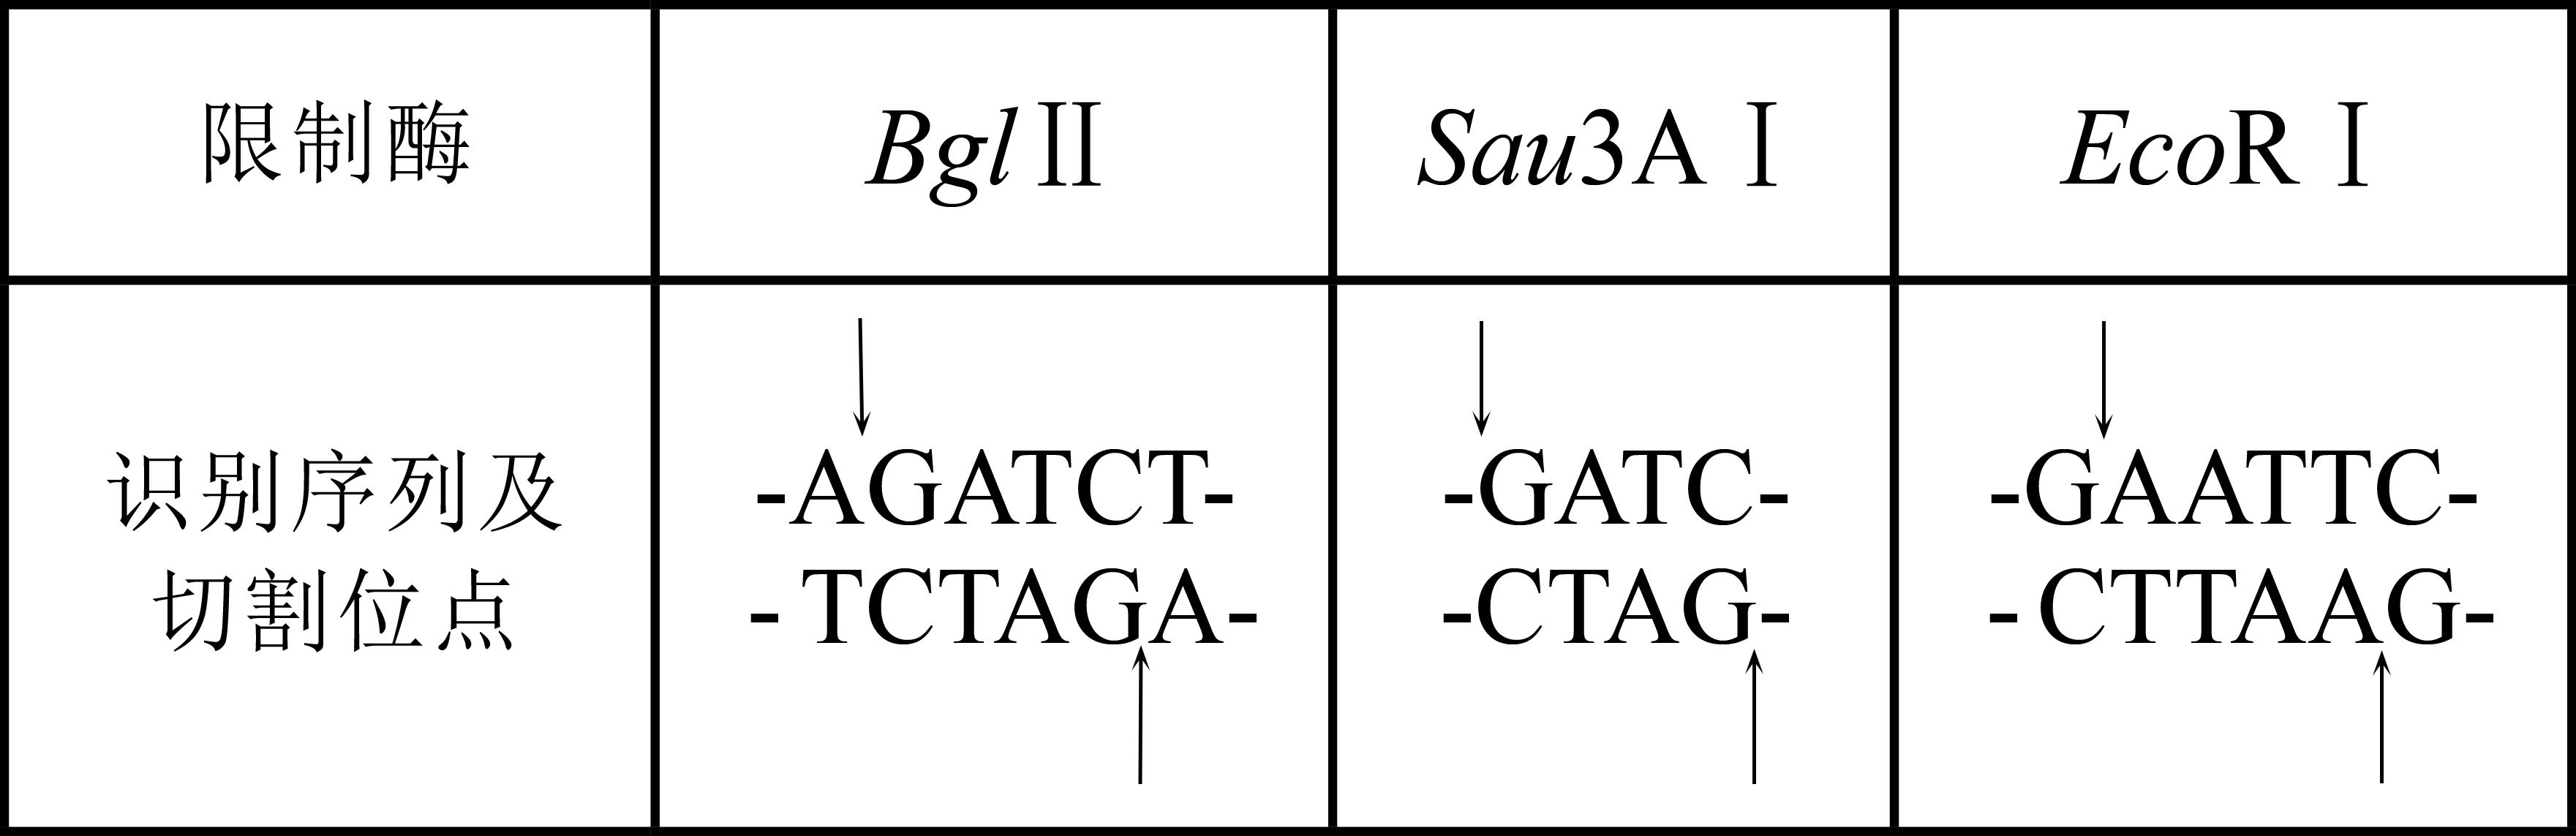 限制酶
BglⅡ
Sau3AⅠ
EcoRⅠ
识别序列及
切割位点
-AGATCT-
-TCTAGA-
-GATC-
-CTAG-
-GAATTC-
-CTTAAG-